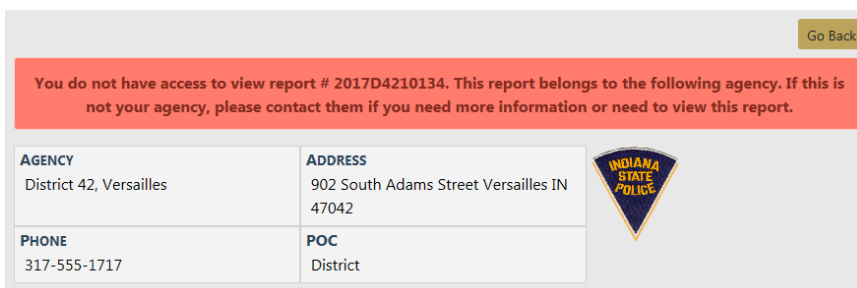 Go Back
You do not have access to view report # 2017D4210134. This report belongs to the following agency. If this is
not your agency, please contact them if you need more information or need to view this report.
AGENCY
District 42, Versailles
ADDRESS
902 South Adams Street Versailles IN
47042
INDIANA
STATE
POLICE
PHONE
317-555-1717
POC
District